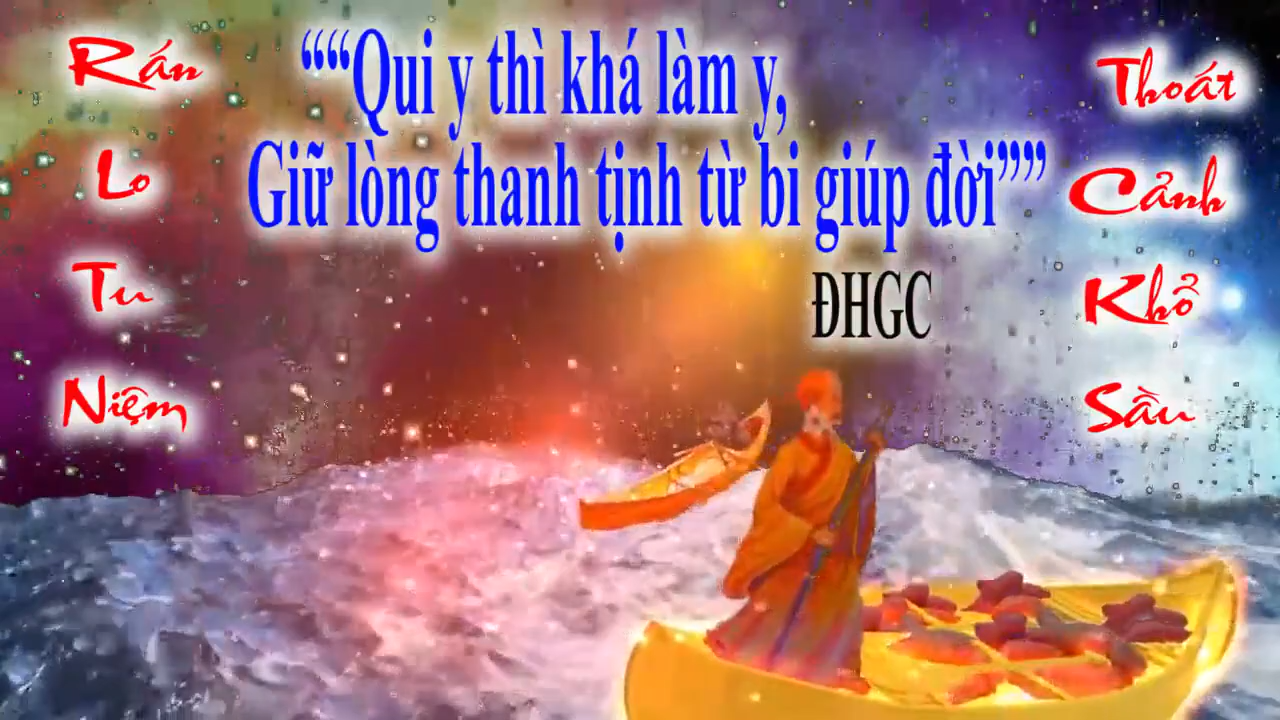 Rán
Lo
Tu
Niệm
““Qui y thì khá làm y,
Giữ lòng thanh tịnh từ bi giúp đời””
ĐHGC
Thoát
Cảnh
Khổ
Sầu